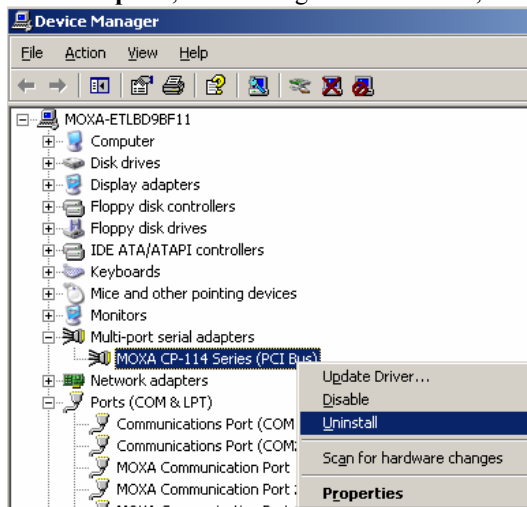 Device Manager
File Action View Help
MOXA-ETLBD9BF11
Computer
Disk drives
Display adapters
Floppy disk controllers
Floppy disk drives
IDE ATA/ATAPI controllers
Keyboards
Mice and other pointing devices
Monitors
Multi-port serial adapters
MOXA CP-114 Series (PCI Bus)
Network adapters
Ports (COM & LPT)
Communications Port (COM
Communications Port (COM2
MOXA Communication Port
MOXA Communication Port
Update Driver...
Disable
Uninstall
Scan for hardware changes
Properties